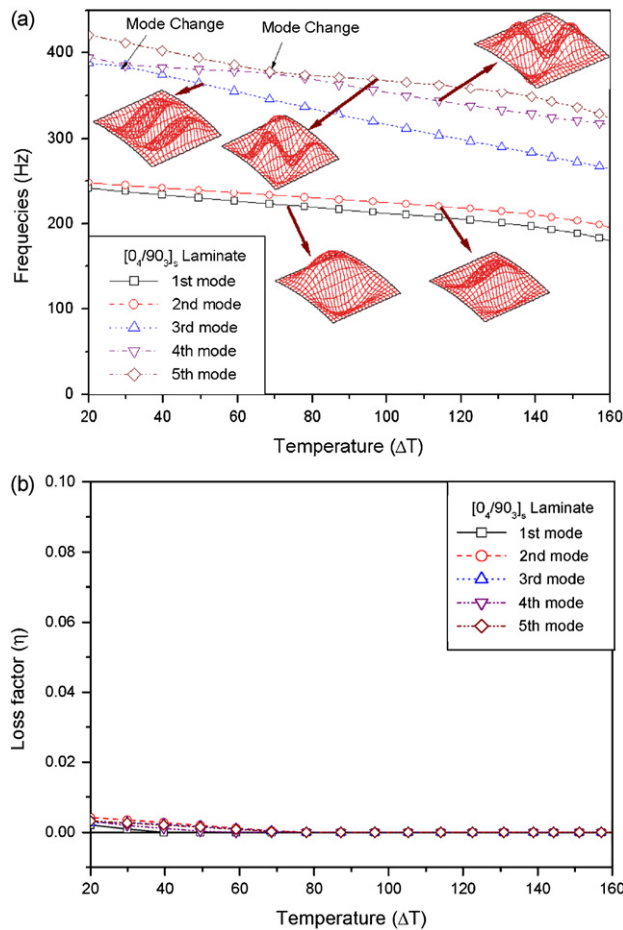 (a)
Mode Change
Mode Change
400
300
200
100
0
Frequecies (Hz)
[0₄/90₃]ₛ Laminate
1st mode
2nd mode
3rd mode
4th mode
5th mode
20 40 60 80 100 120 140 160
Temperature (ΔT)
(b)
0.10
0.08
0.06
0.04
0.02
0.00
Loss factor (η)
[0₄/90₃]ₛ Laminate
1st mode
2nd mode
3rd mode
4th mode
5th mode
20 40 60 80 100 120 140 160
Temperature (ΔT)